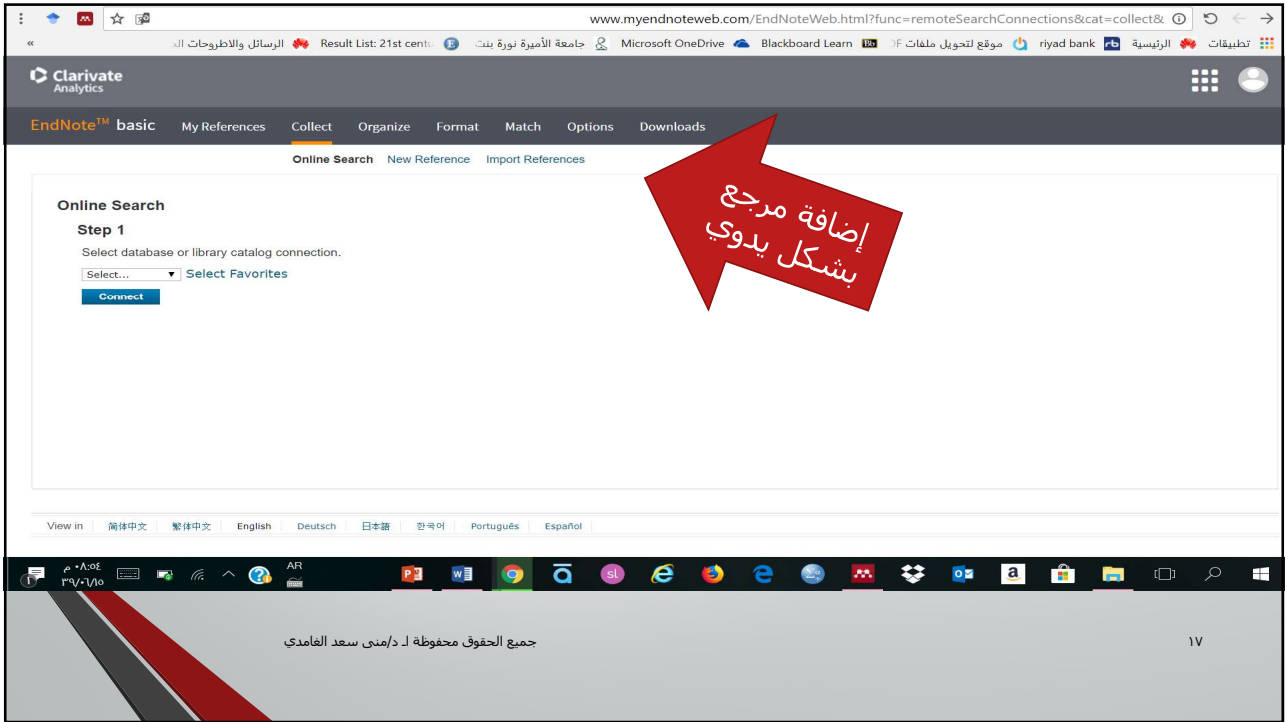 www.myendnoteweb.com/EndNoteWeb.html?func=remoteSearchConnections&cat=collect&
تطبيقات الرئيسية riyad bank موقع لتحويل ملفات Blackboard Learn Microsoft OneDrive جامعة الأميرة نورة بنت Result List: 21st centu الرسائل والاطروحات
Clarivate
Analytics
EndNote™ basic My References Collect Organize Format Match Options Downloads
Online Search New Reference Import References
إضافة مرجع
بشكل يدوي
Online Search
Step 1
Select database or library catalog connection.
Select... Select Favorites
Connect
View in 简体中文 繁体中文 English Deutsch 日本語 한국어 Português Español
٠٨:٠٤ م
٣٩/٠٦/١٥
AR
جميع الحقوق محفوظة لـ د/منى سعد الغامدي
١٧